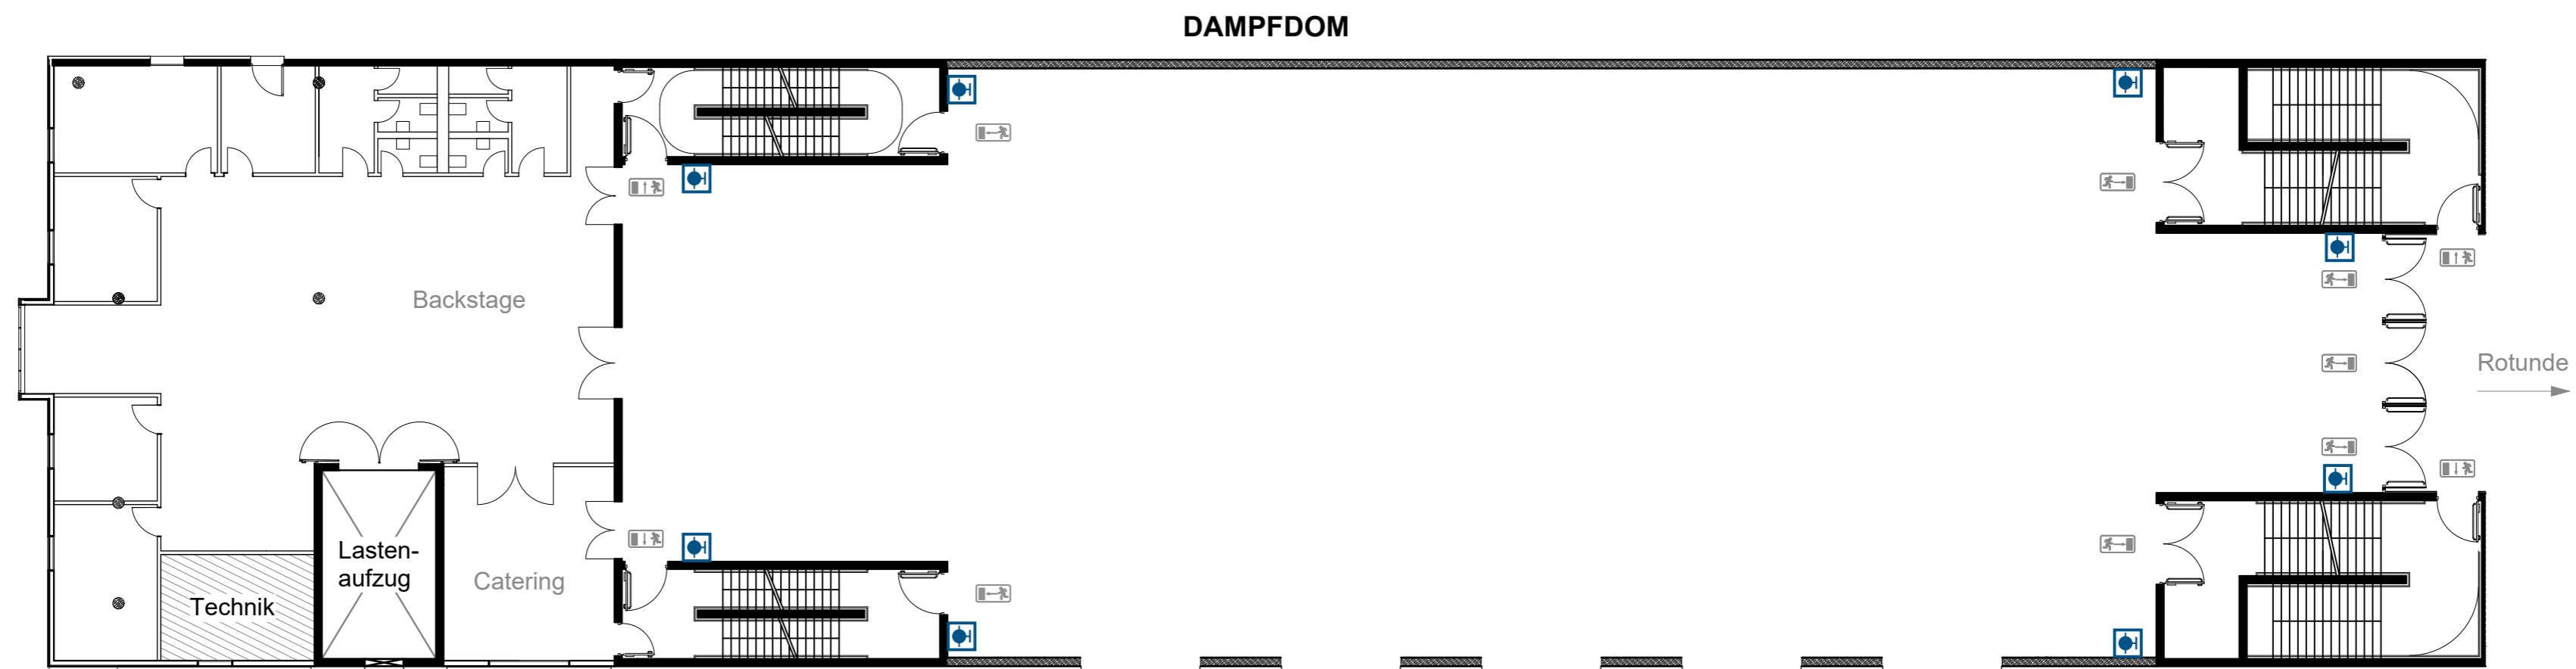 DAMPFDOM
Backstage
Rotunde
Lasten-
aufzug
Catering
Technik